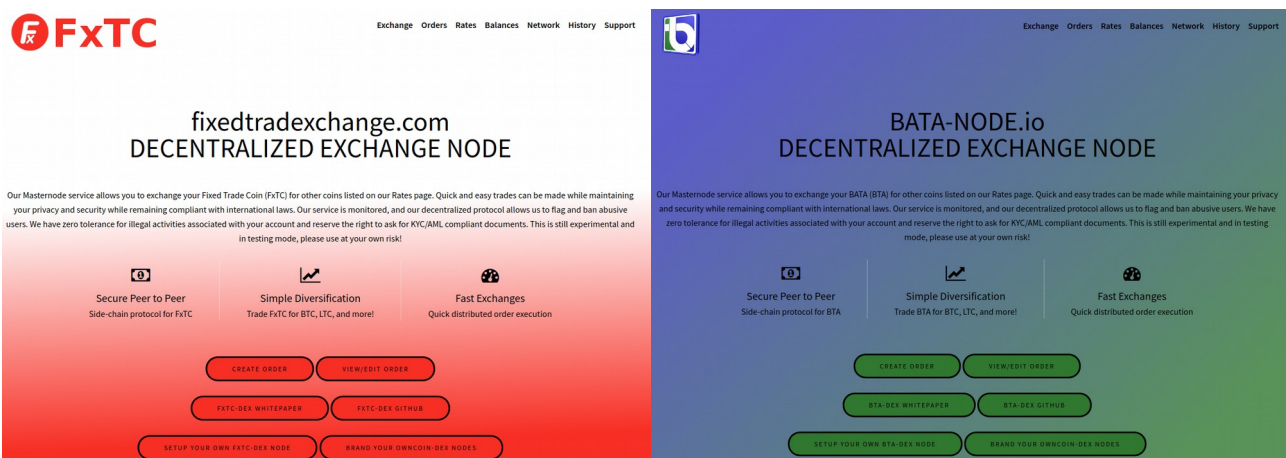 FxTC
Exchange Orders Rates Balances Network History Support
fixedtradexchange.com
DECENTRALIZED EXCHANGE NODE
Our Masternode service allows you to exchange your Fixed Trade Coin (FxTC) for other coins listed on our Rates page. Quick and easy trades can be made while maintaining
your privacy and security while remaining compliant with international laws. Our service is monitored, and our decentralized protocol allows us to flag and ban abusive
users. We have zero tolerance for illegal activities associated with your account and reserve the right to ask for KYC/AML compliant documents. This is still experimental and
in testing mode, please use at your own risk!
Secure Peer to Peer
Side-chain protocol for FxTC
Simple Diversification
Trade FxTC for BTC, LTC, and more!
Fast Exchanges
Quick distributed order execution
CREATE ORDER
VIEW/EDIT ORDER
FXTC-DEX WHITEPAPER
FXTC-DEX GITHUB
SETUP YOUR OWN FXTC-DEX NODE
BRAND YOUR OWNCOIN-DEX NODES
Exchange Orders Rates Balances Network History Support
BATA-NODE.io
DECENTRALIZED EXCHANGE NODE
Our Masternode service allows you to exchange your BATA (BTA) for other coins listed on our Rates page. Quick and easy trades can be made while maintaining your privacy
and security while remaining compliant with international laws. Our service is monitored, and our decentralized protocol allows us to flag and ban abusive users. We have
zero tolerance for illegal activities associated with your account and reserve the right to ask for KYC/AML compliant documents. This is still experimental and in testing
mode, please use at your own risk!
Secure Peer to Peer
Side-chain protocol for BTA
Simple Diversification
Trade BTA for BTC, LTC, and more!
Fast Exchanges
Quick distributed order execution
CREATE ORDER
VIEW/EDIT ORDER
BTA-DEX WHITEPAPER
BTA-DEX GITHUB
SETUP YOUR OWN BTA-DEX NODE
BRAND YOUR OWNCOIN-DEX NODES